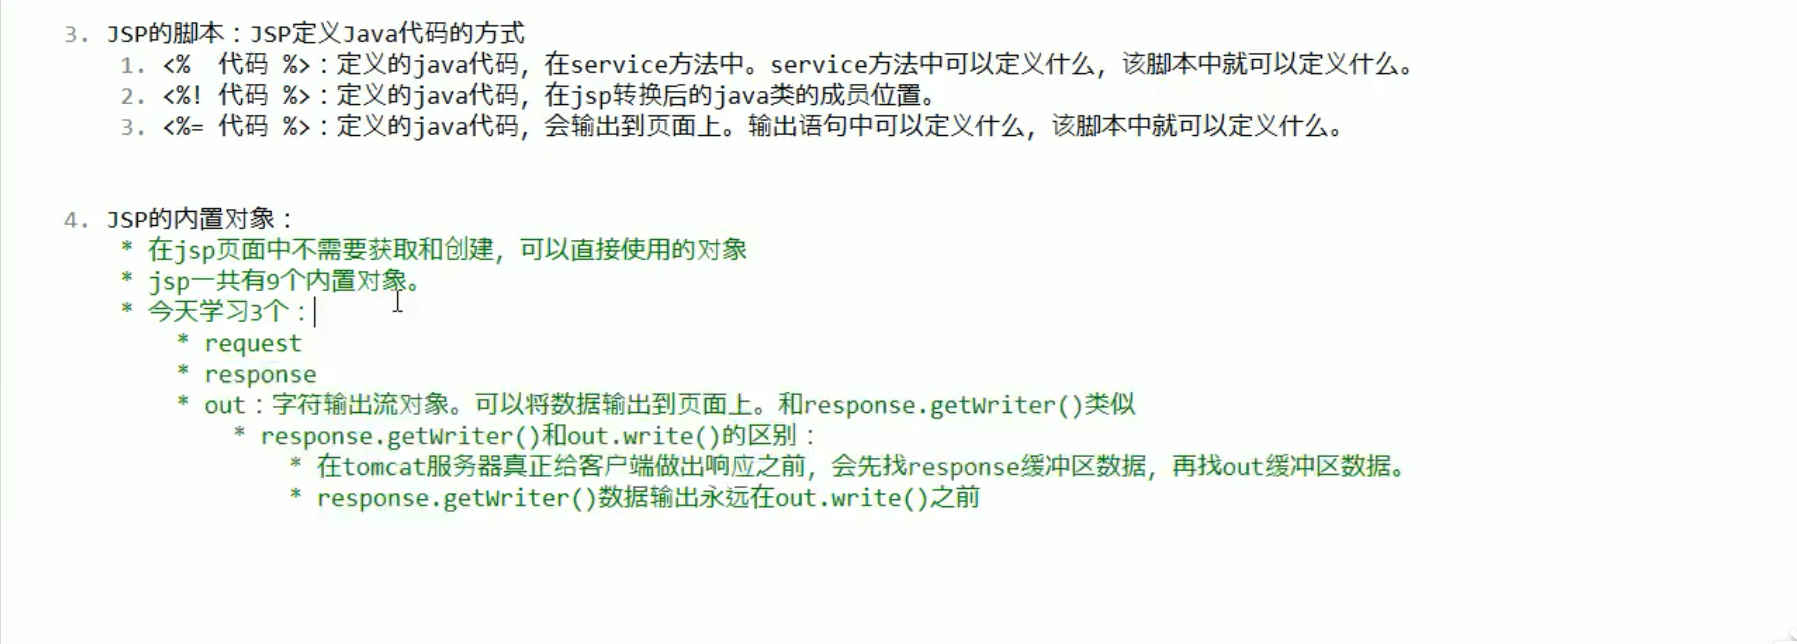 3. JSP的脚本：JSP定义Java代码的方式
1. <%  代码 %>：定义的java代码，在service方法中。service方法中可以定义什么，该脚本中就可以定义什么。
2. <%! 代码 %>：定义的java代码，在jsp转换后的java类的成员位置。
3. <%= 代码 %>：定义的java代码，会输出到页面上。输出语句中可以定义什么，该脚本中就可以定义什么。
4. JSP的内置对象：
* 在jsp页面中不需要获取和创建，可以直接使用的对象
* jsp一共有9个内置对象。
* 今天学习3个：
* request
* response
* out：字符输出流对象。可以将数据输出到页面上。和response.getWriter()类似
* response.getWriter()和out.write()的区别：
* 在tomcat服务器真正给客户端做出响应之前，会先找response缓冲区数据，再找out缓冲区数据。
* response.getWriter()数据输出永远在out.write()之前